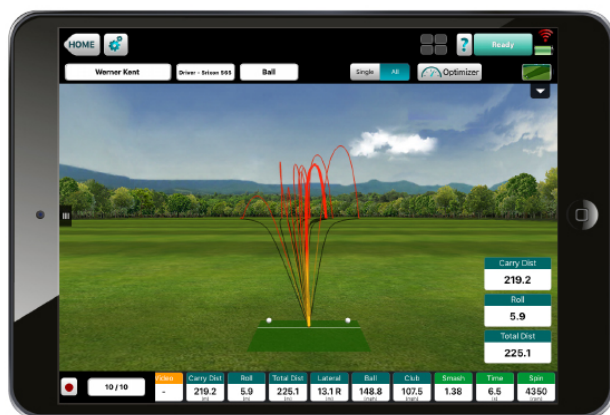 HOME
?
Ready
Werner Kent
Driver - Srixon 565
Ball
Single
All
Optimizer
Carry Dist
219.2
Roll
5.9
Total Dist
225.1
10 / 10
Video
Carry Dist
Roll
Total Dist
Lateral
Ball
Club
Smash
Time
Spin
-
219.2
5.9
225.1
13.1 R
148.8
107.5
1.38
6.5
4350